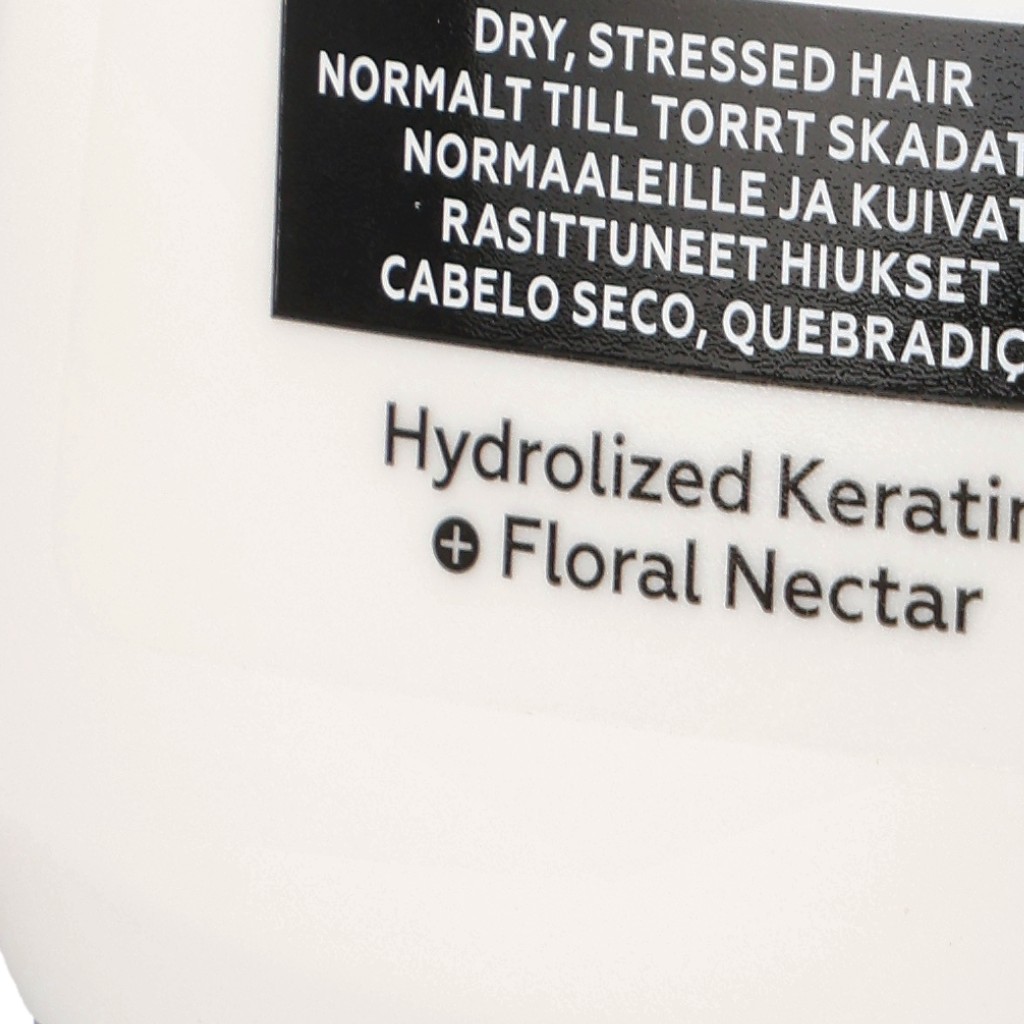 DRY, STRESSED HAIR
NORMALT TILL TORRT SKADAT
NORMAALEILLE JA KUIVAT
RASITTUNEET HIUKSET
CABELO SECO, QUEBRADIÇ
Hydrolized Keratin
+ Floral Nectar